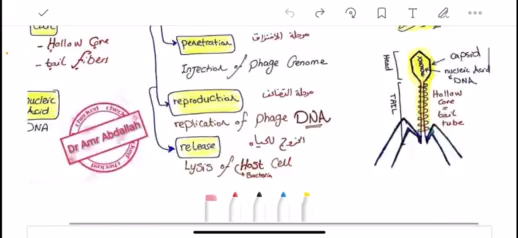 - Hollow Core
- tail fibers
nucleic
Acid
DNA
penetration
مرحلة الاختراق
Injection of phage Genome
reproduction
مرحلة التضاعف
replication of phage DNA
release
Lysis of Host Cell
Bacteria
Dr Amr Abdallah
Head
TAIL
capsid
nucleic Acid
DNA
Hollow
Core
=
tail
tube